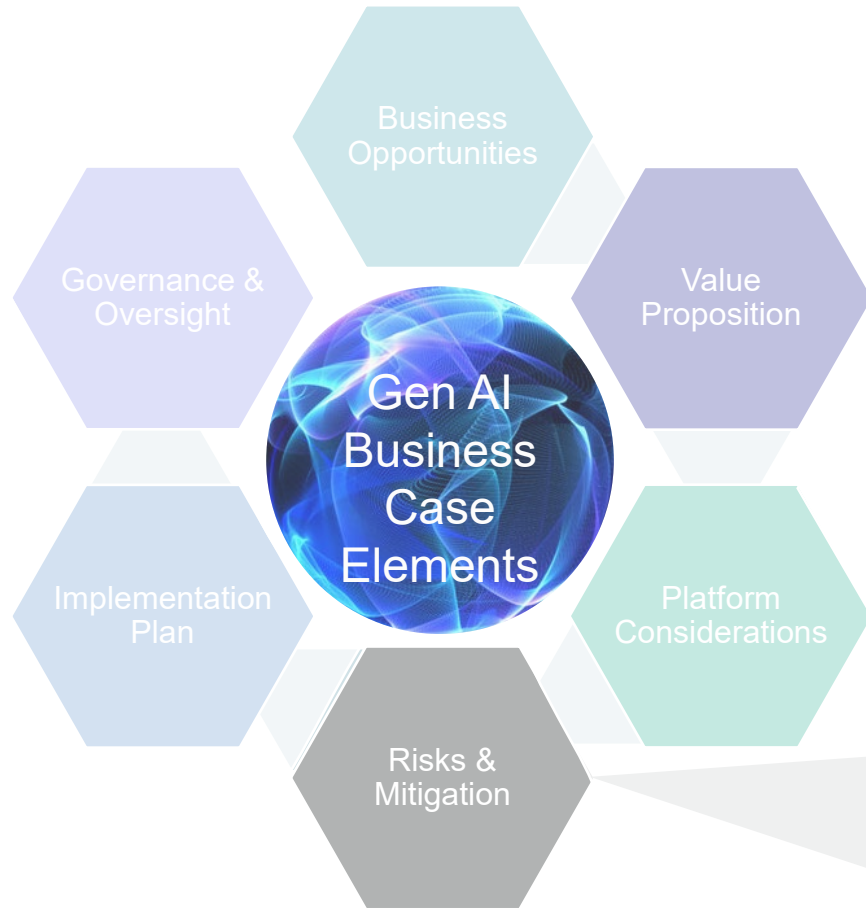 Business
Opportunities
Governance &
Oversight
Value
Proposition
Gen AI
Business
Case
Elements
Implementation
Plan
Platform
Considerations
Risks &
Mitigation